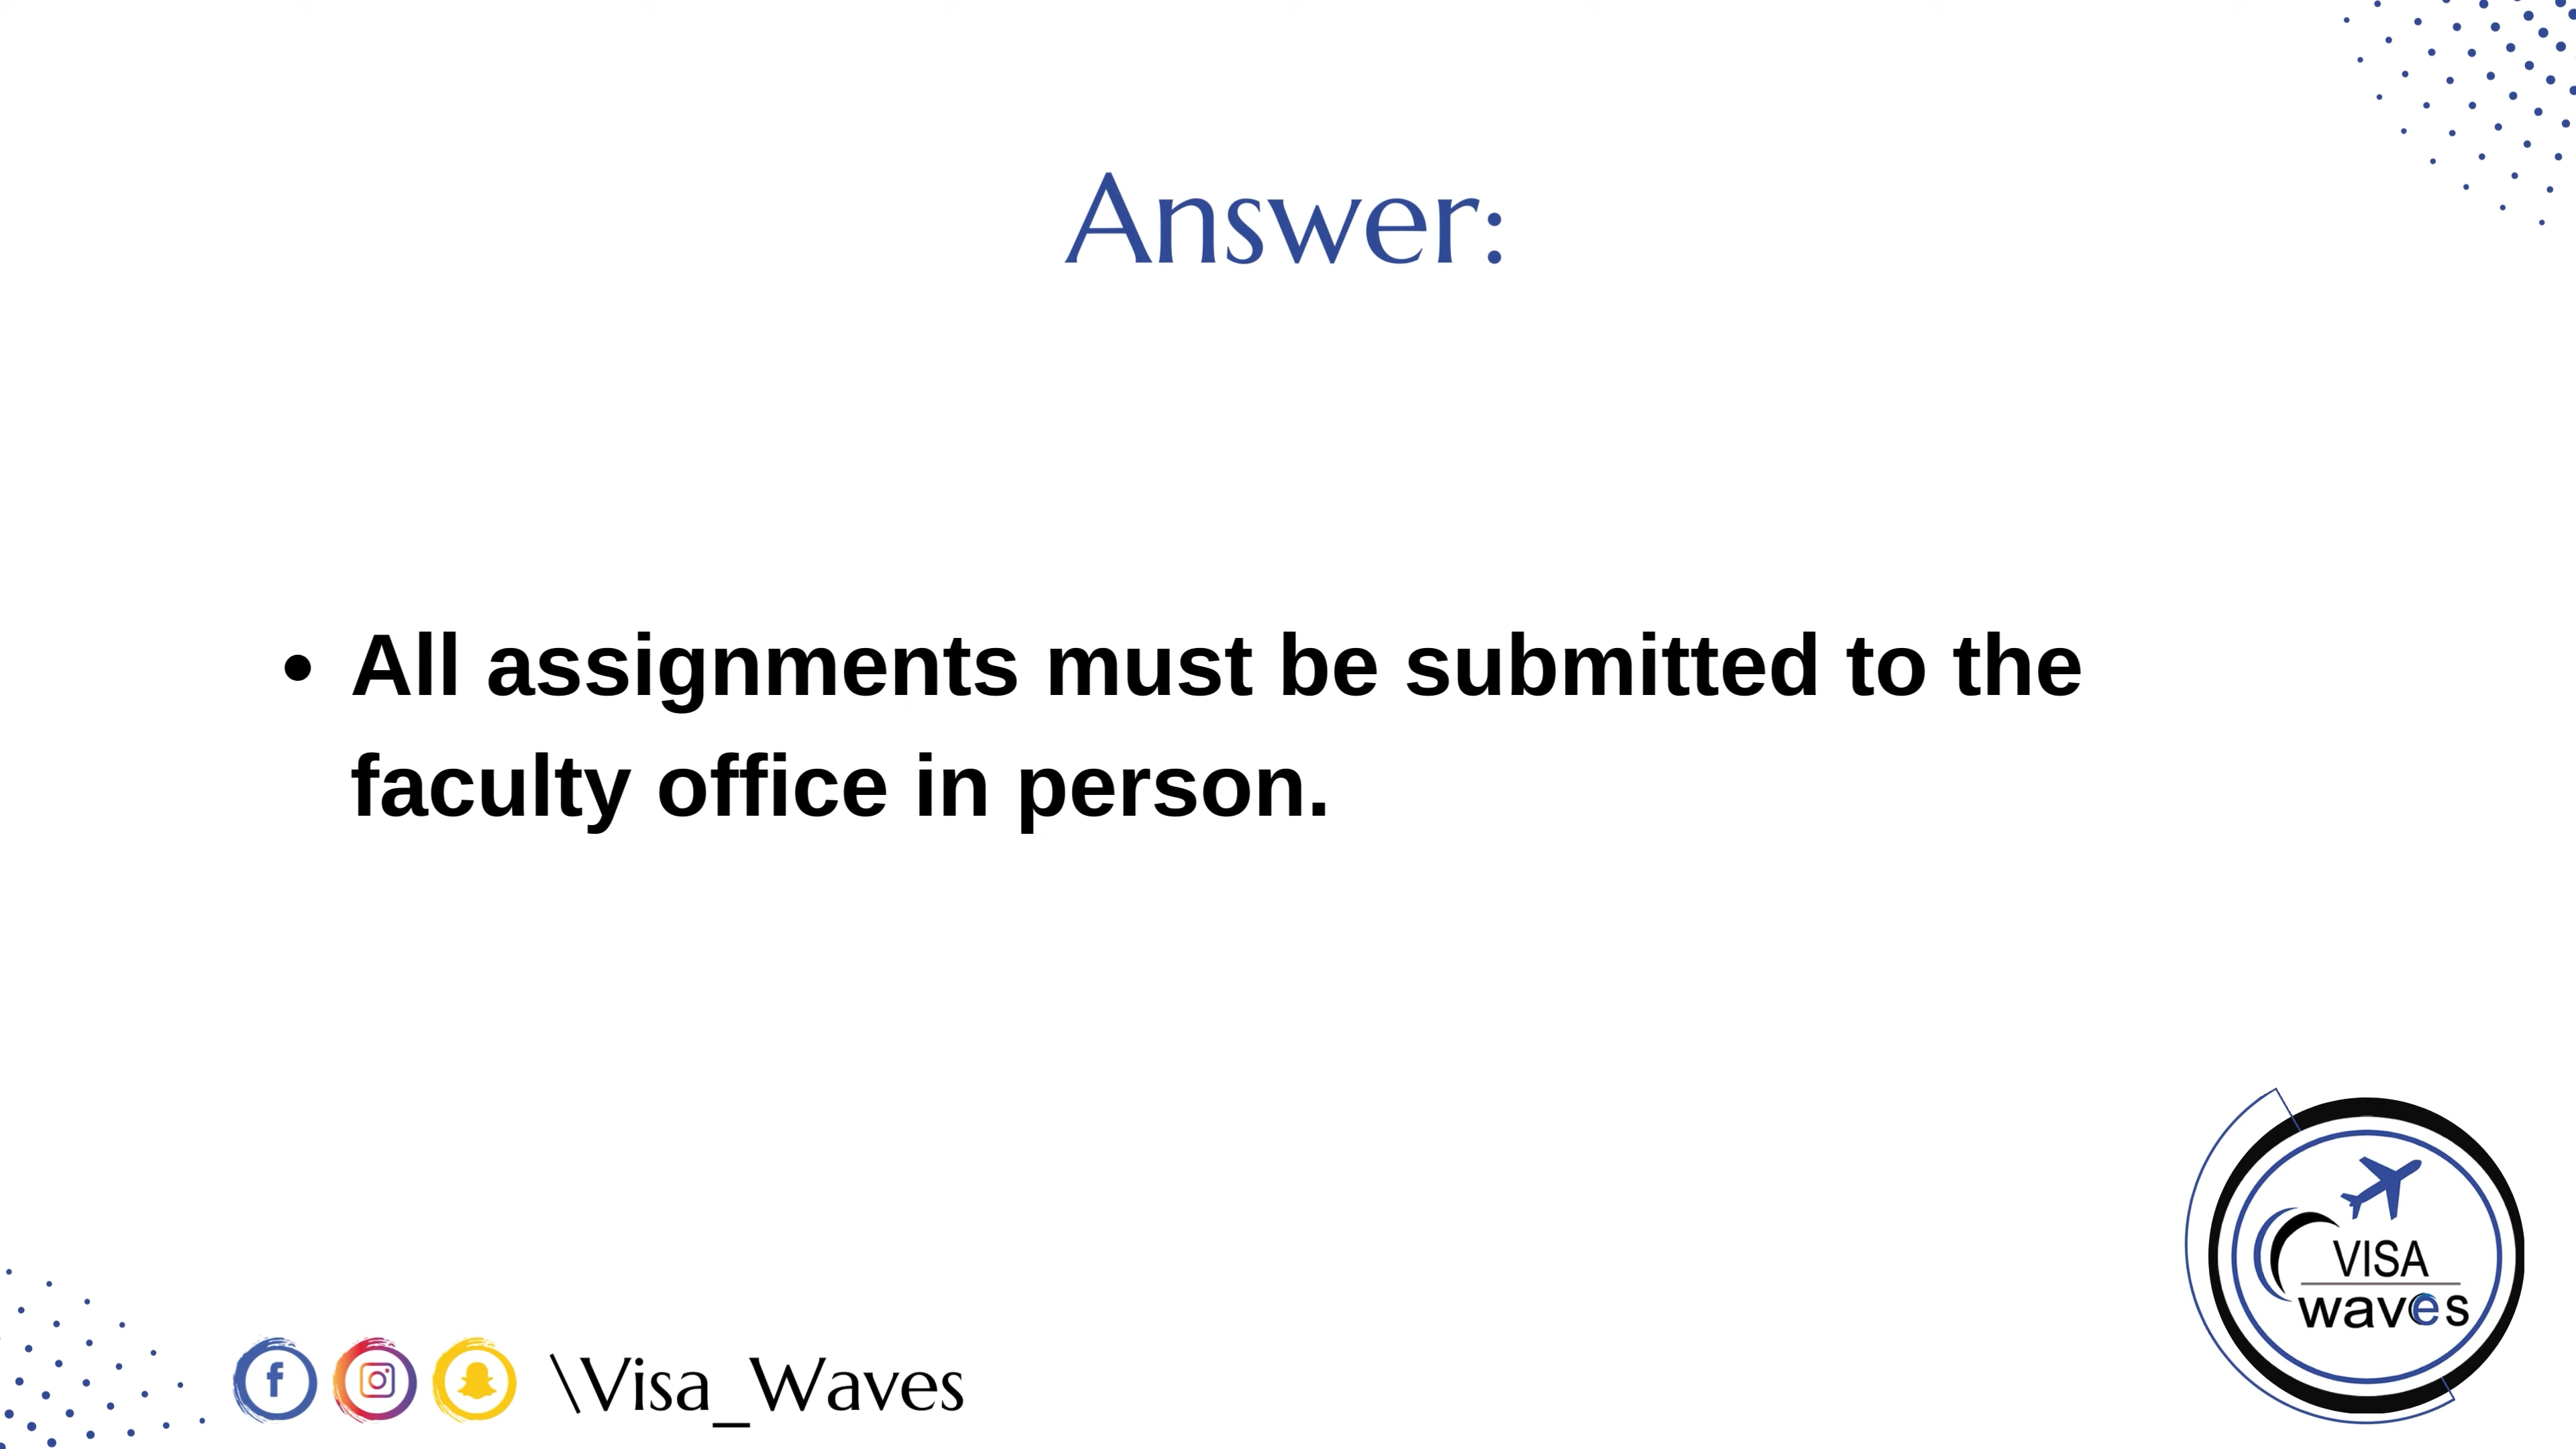 Answer:
• All assignments must be submitted to the
faculty office in person.
VISA
waves
\Visa_Waves